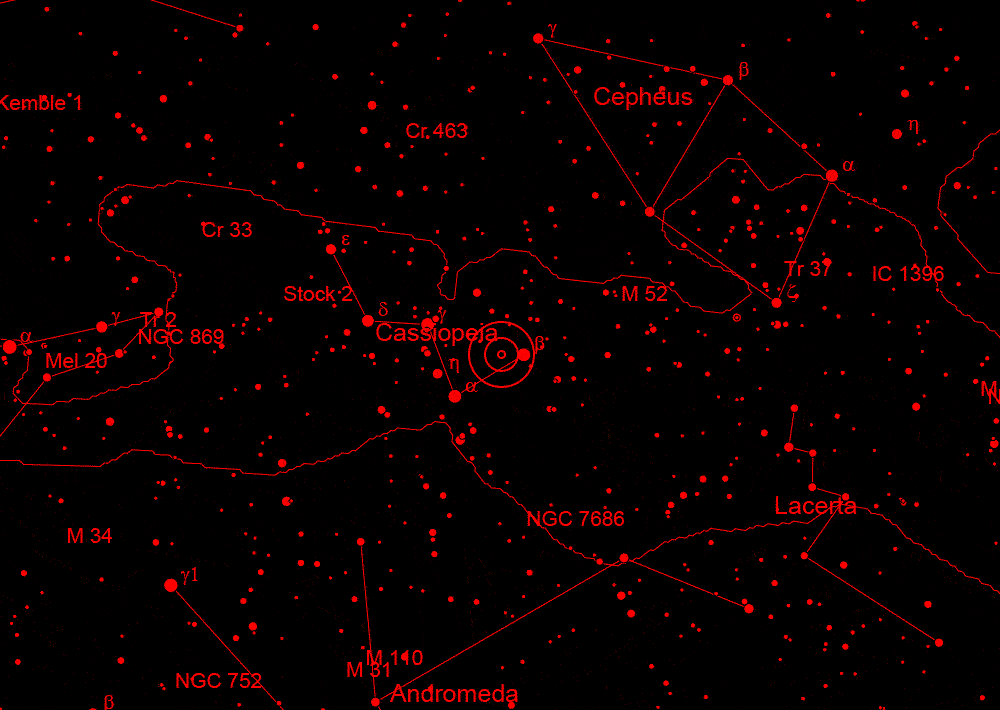 γ
β
Cepheus
Kemble 1
Cr 463
η
α
Cr 33
ε
Tr 37
IC 1396
Stock 2
M 52
ζ
δ
γ
γ
Tr 2
Cassiopeia
α
NGC 869
β
Mel 20
η
α
M
N
Lacerta
NGC 7686
M 34
γ1
M 110
M 31
NGC 752
Andromeda
β